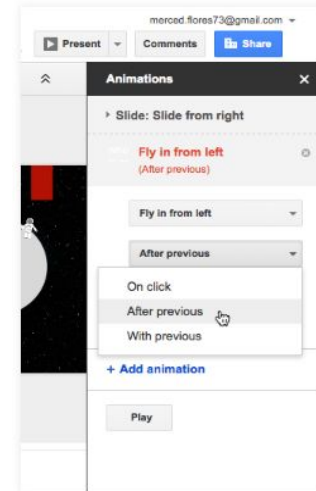 merced.flores73@gmail.com
Present Comments Share
Animations ×
Slide: Slide from right
Fly in from left
(After previous)
Fly in from left
After previous
On click
After previous
With previous
+ Add animation
Play